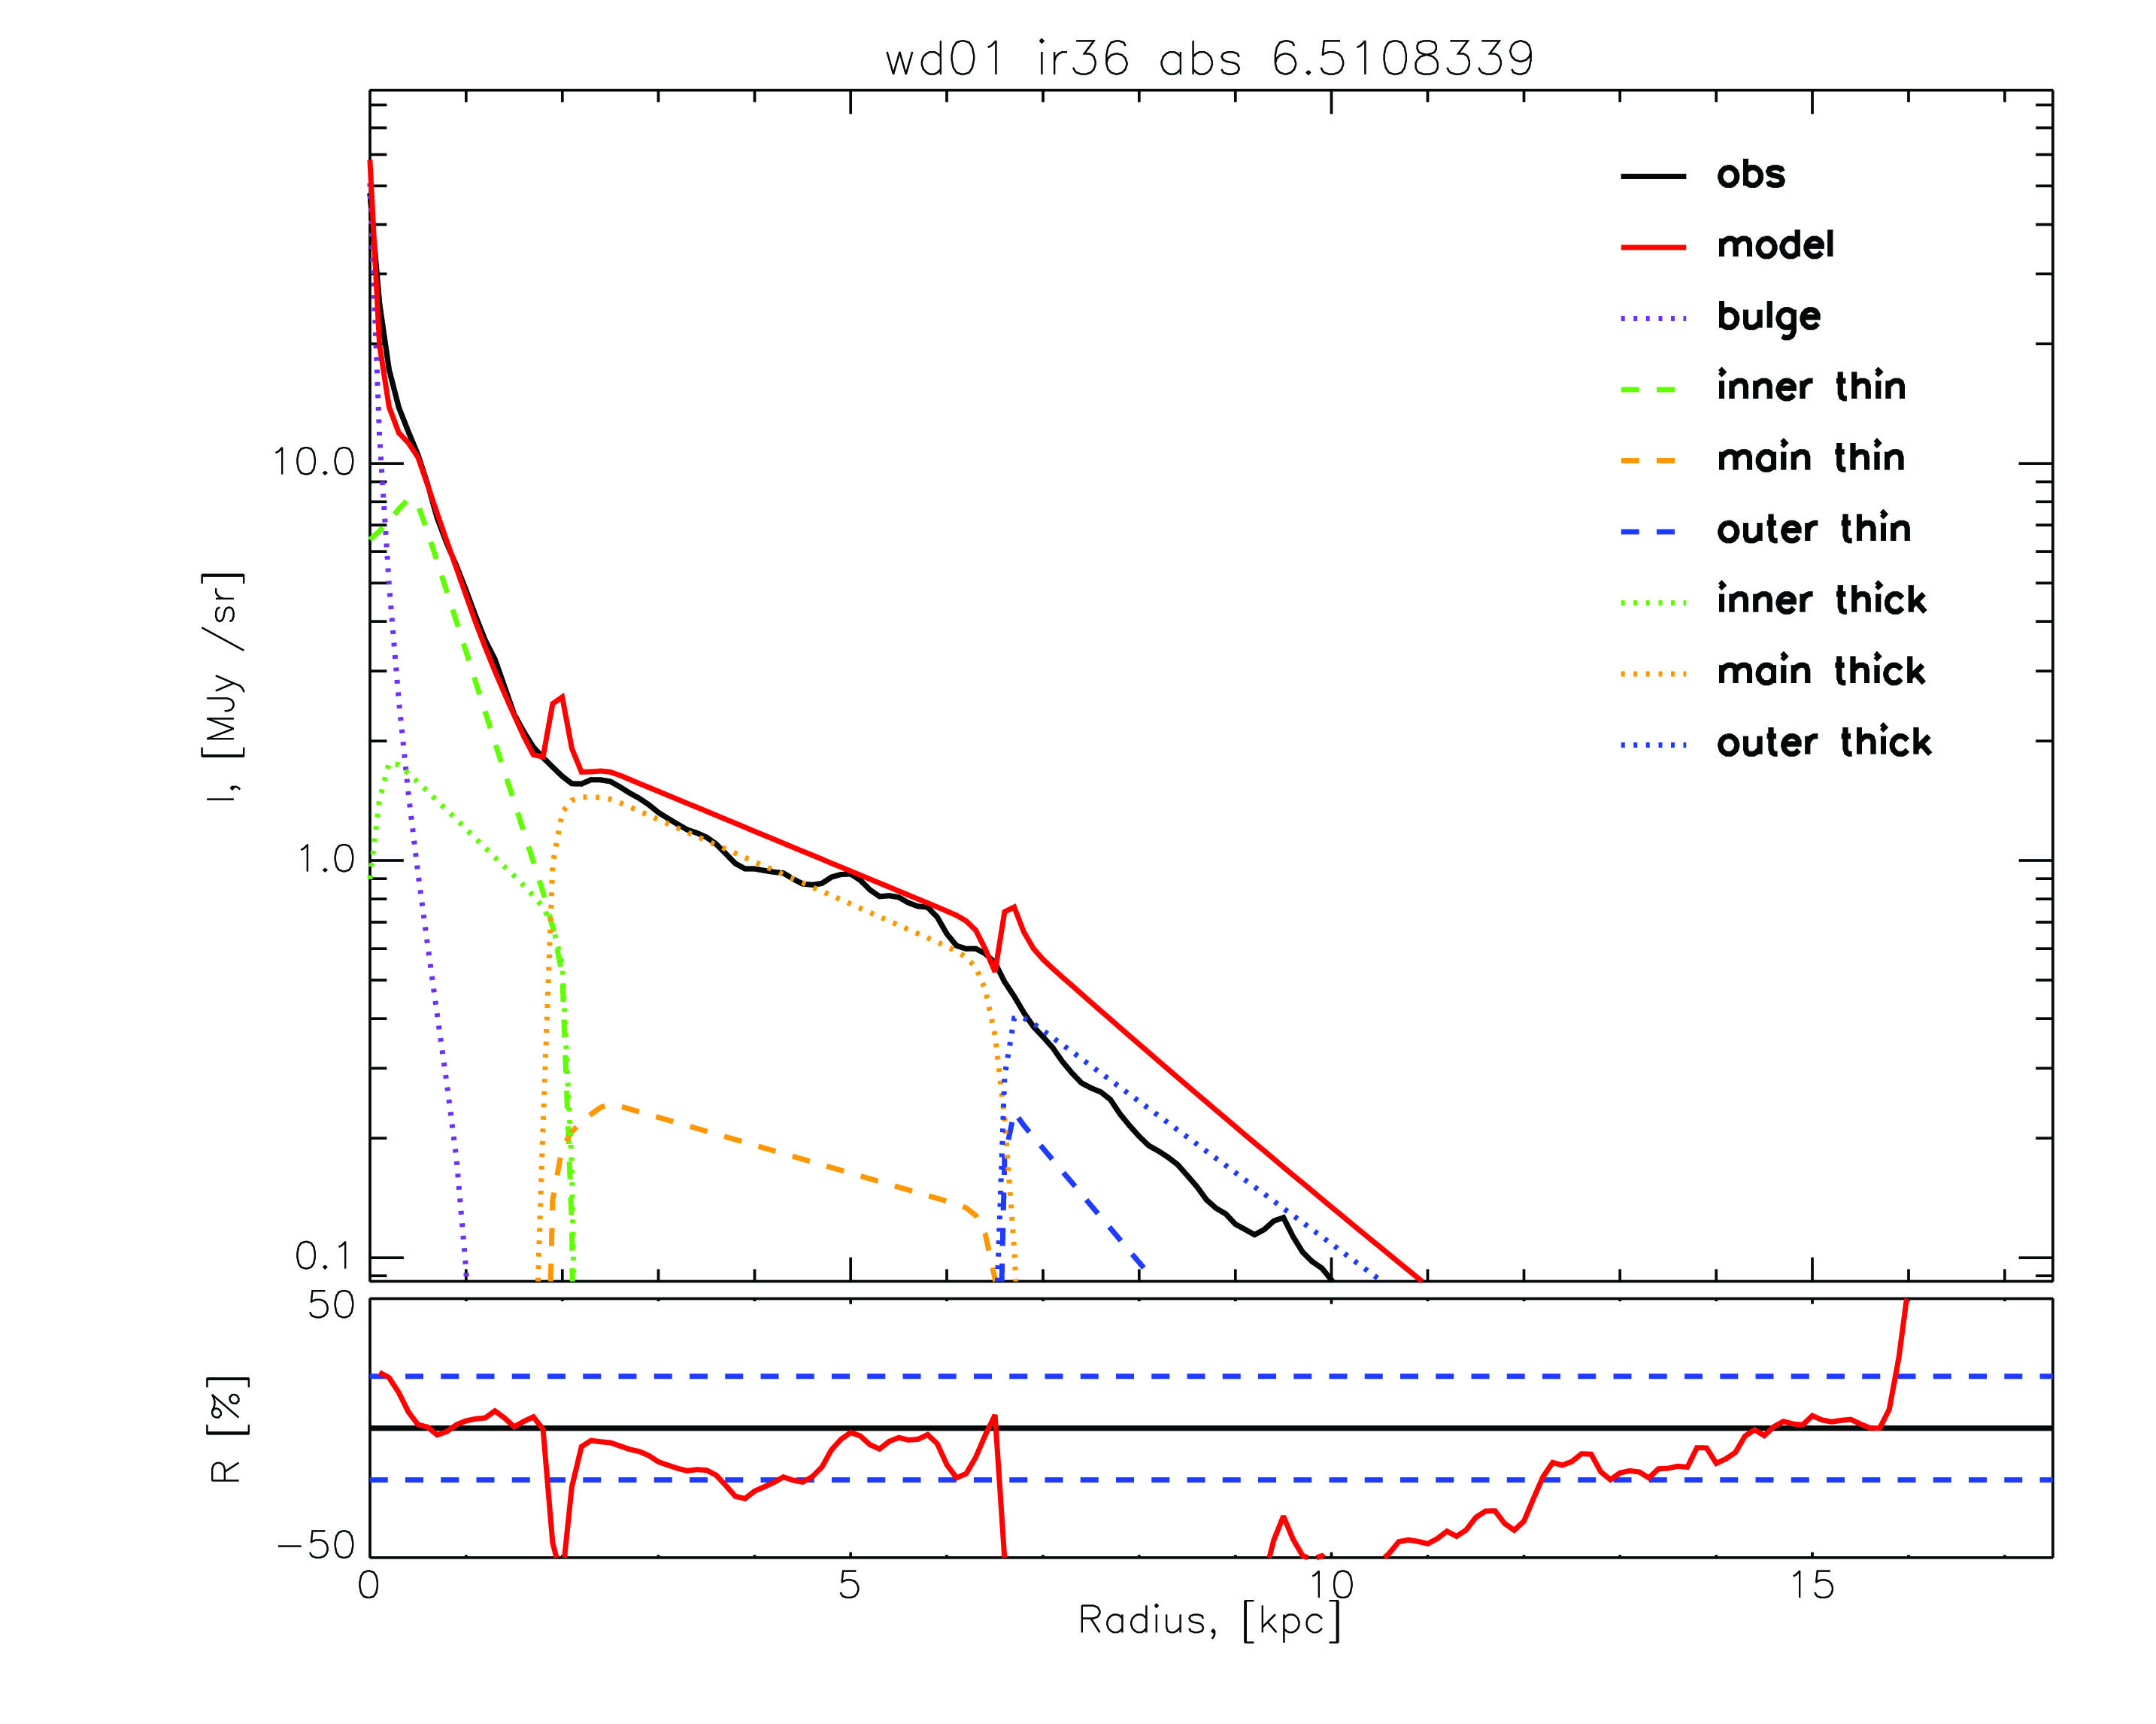 wd01 ir36 abs 6.5108339
obs
model
bulge
inner thin
main thin
outer thin
inner thick
main thick
outer thick
10.0
1.0
0.1
I, [MJy /sr]
50
-50
R [%]
0 5 10 15
Radius, [kpc]